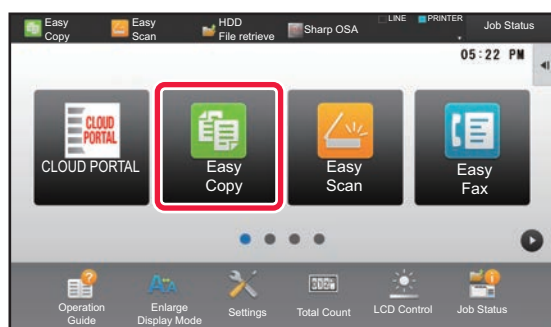 Easy
Copy
Easy
Scan
HDD
File retrieve
Sharp OSA
LINE
PRINTER
Job Status
05:22 PM
CLOUD
PORTAL
CLOUD PORTAL
Easy
Copy
Easy
Scan
Easy
Fax
Operation
Guide
Enlarge
Display Mode
Settings
Total Count
LCD Control
Job Status